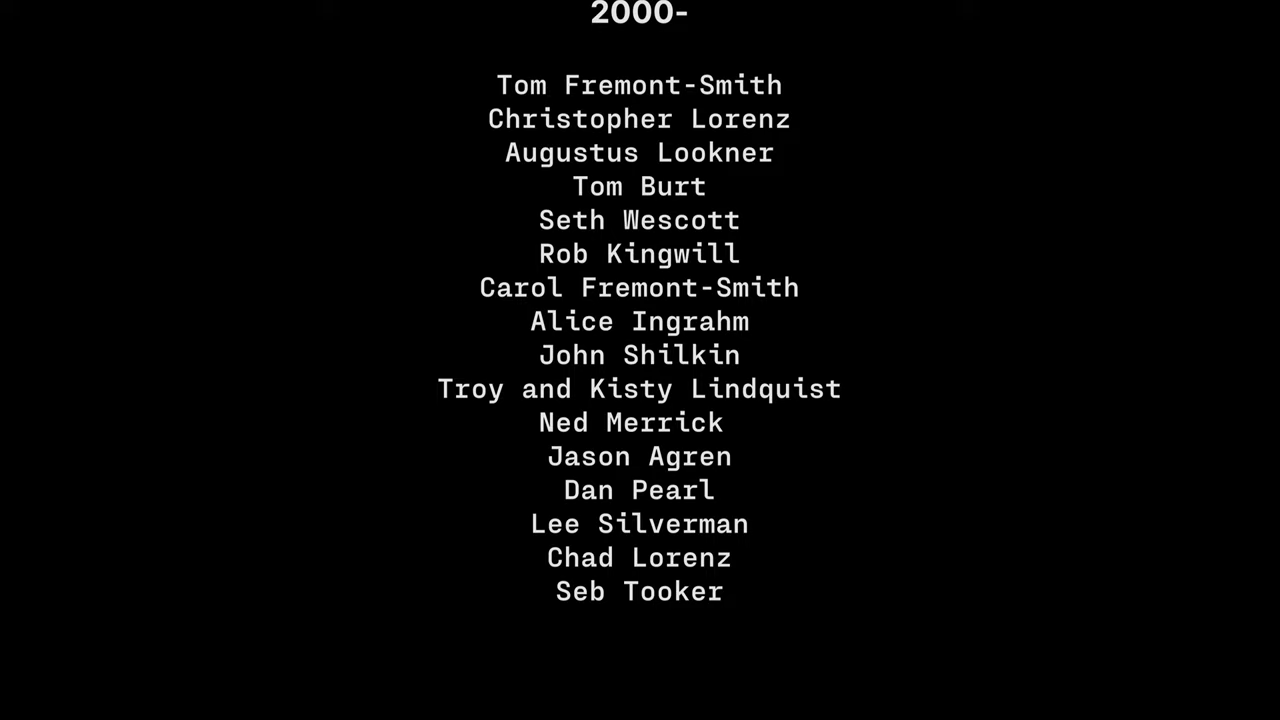 2000-
Tom Fremont-Smith
Christopher Lorenz
Augustus Lookner
Tom Burt
Seth Wescott
Rob Kingwill
Carol Fremont-Smith
Alice Ingrahm
John Shilkin
Troy and Kisty Lindquist
Ned Merrick
Jason Agren
Dan Pearl
Lee Silverman
Chad Lorenz
Seb Tooker